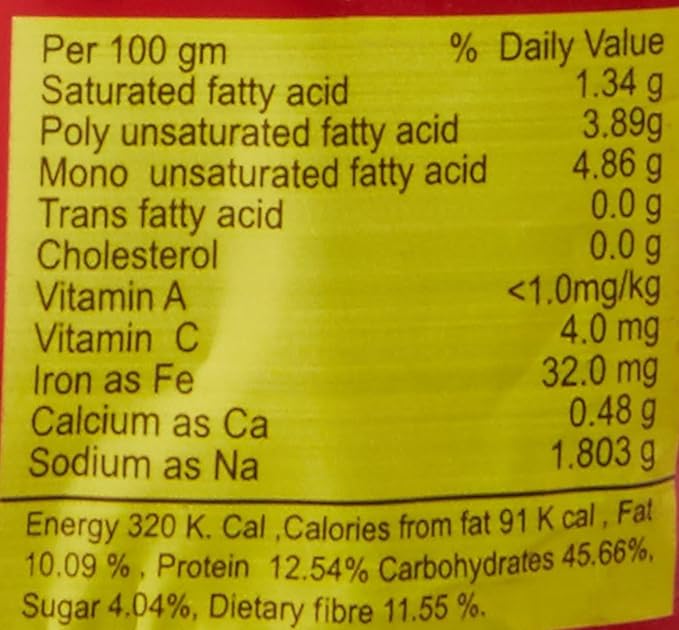 Per 100 gm % Daily Value
Saturated fatty acid 1.34 g
Poly unsaturated fatty acid 3.89g
Mono unsaturated fatty acid 4.86 g
Trans fatty acid 0.0 g
Cholesterol 0.0 g
Vitamin A <1.0mg/kg
Vitamin C 4.0 mg
Iron as Fe 32.0 mg
Calcium as Ca 0.48 g
Sodium as Na 1.803 g
Energy 320 K. Cal ,Calories from fat 91 K cal , Fat
10.09 % , Protein 12.54% Carbohydrates 45.66%,
Sugar 4.04%, Dietary fibre 11.55 %.